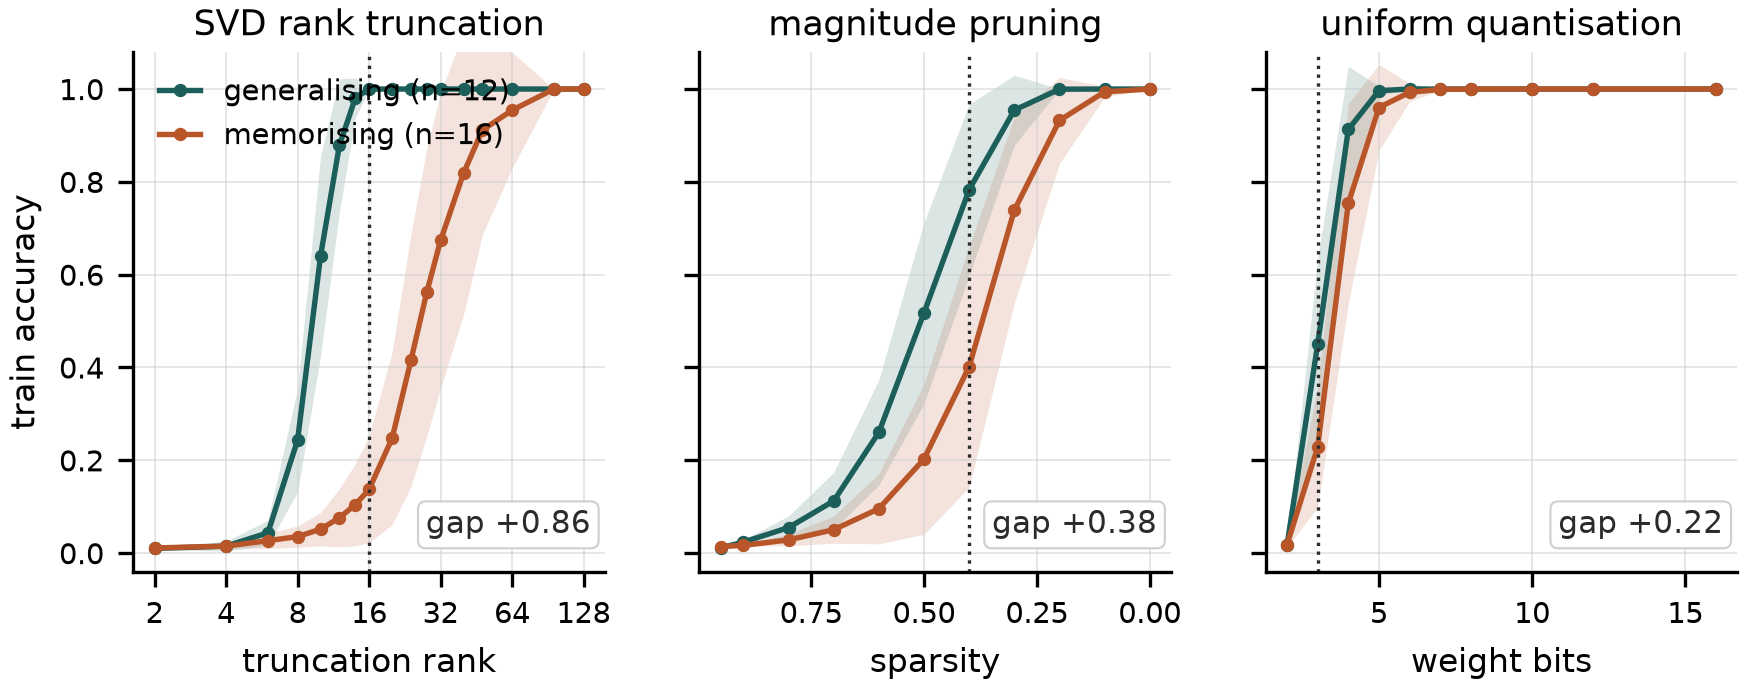 SVD rank truncation
magnitude pruning
uniform quantisation
train accuracy
1.0
0.8
0.6
0.4
0.2
0.0
generalising (n=12)
memorising (n=16)
gap +0.86
2 4 8 16 32 64 128
truncation rank
gap +0.38
0.75 0.50 0.25 0.00
sparsity
gap +0.22
5 10 15
weight bits